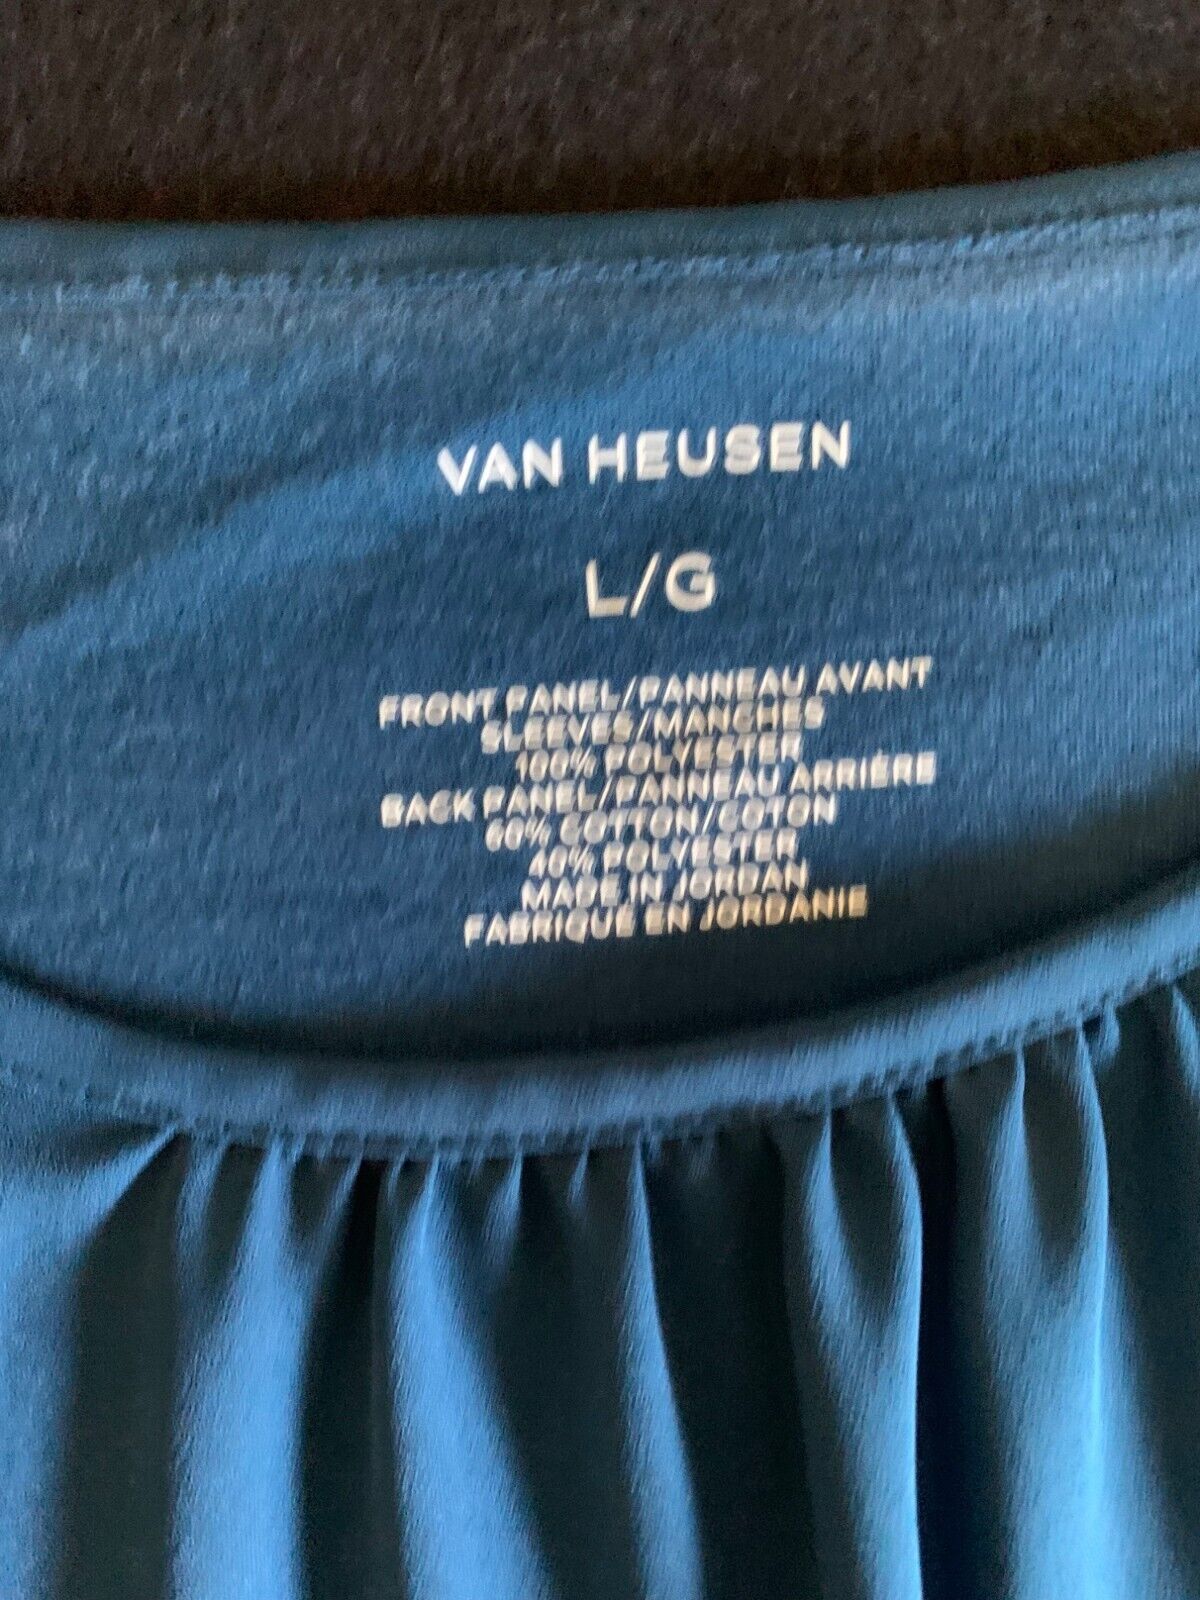 VAN HEUSEN
L/G
FRONT PANEL/PANNEAU AVANT
SLEEVES/MANCHES
100% POLYESTER
BACK PANEL/PANNEAU ARRIÈRE
60% COTTON/COTON
40% POLYESTER
MADE IN JORDAN
FABRIQUÉ EN JORDANIE